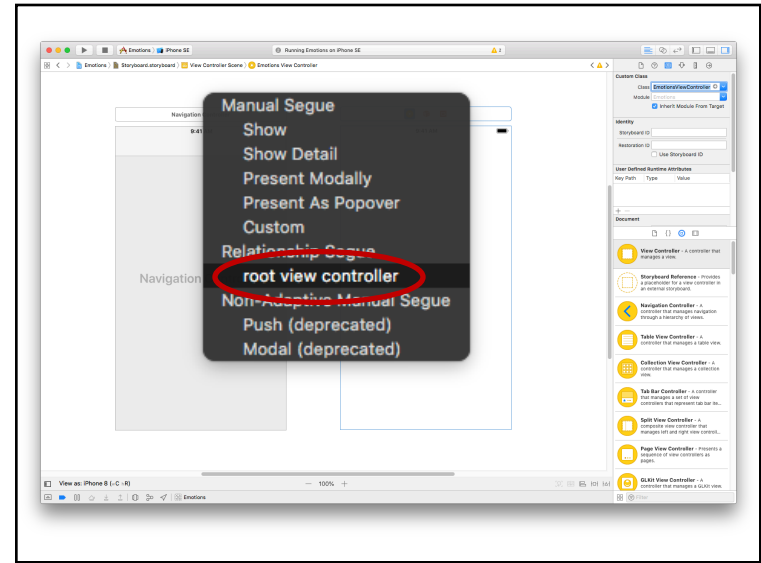 Emotions iPhone SE
Running Emotions on iPhone SE
2
Emotions Storyboard.storyboard View Controller Scene Emotions View Controller
Navigation
9:41
Navigation
Manual Segue
Show
Show Detail
Present Modally
Present As Popover
Custom
Relationship Segue
root view controller
Non-Adaptive Manual Segue
Push (deprecated)
Modal (deprecated)
Custom Class
Class EmotionsViewController
Module Emotions
Inherit Module From Target
Identity
Storyboard ID
Restoration ID
Use Storyboard ID
User Defined Runtime Attributes
Key Path Type Value
Document
View Controller - A controller that
manages a view.
Storyboard Reference - Provides
a placeholder for a view controller in
an external storyboard.
Navigation Controller - A
controller that manages navigation
through a hierarchy of views.
Table View Controller - A
controller that manages a table view.
Collection View Controller - A
controller that manages a collection
view.
Tab Bar Controller - A controller
that manages a set of view
controllers that represent tab bar ite...
Split View Controller - A
composite view controller that
manages left and right view controll...
Page View Controller - Presents a
sequence of view controllers as
pages.
GLKit View Controller - A
controller that manages a GLKit view.
Filter
View as: iPhone 8 (wC hR)
100%
Emotions